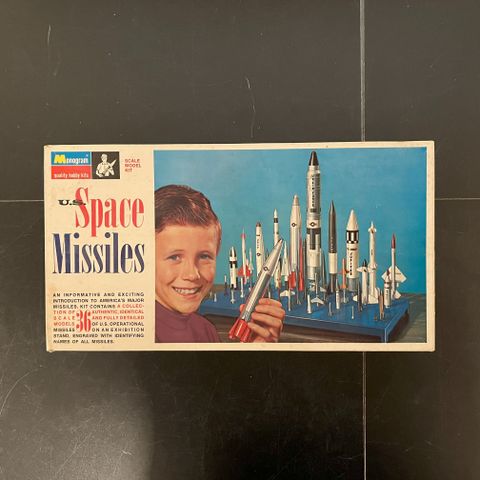 Monogram
quality hobby kits
SCALE
MODEL
KIT
U.S.
Space
Missiles
AN INFORMATIVE AND EXCITING
INTRODUCTION TO AMERICA'S MAJOR
MISSILES. KIT CONTAINS A COLLEC-
TION OF 36 AUTHENTIC, IDENTICAL
SCALE AND FULLY DETAILED
MODELS OF U.S. OPERATIONAL
MISSILES ON AN EXHIBITION
STAND, ENGRAVED WITH IDENTIFYING
NAMES OF ALL MISSILES.